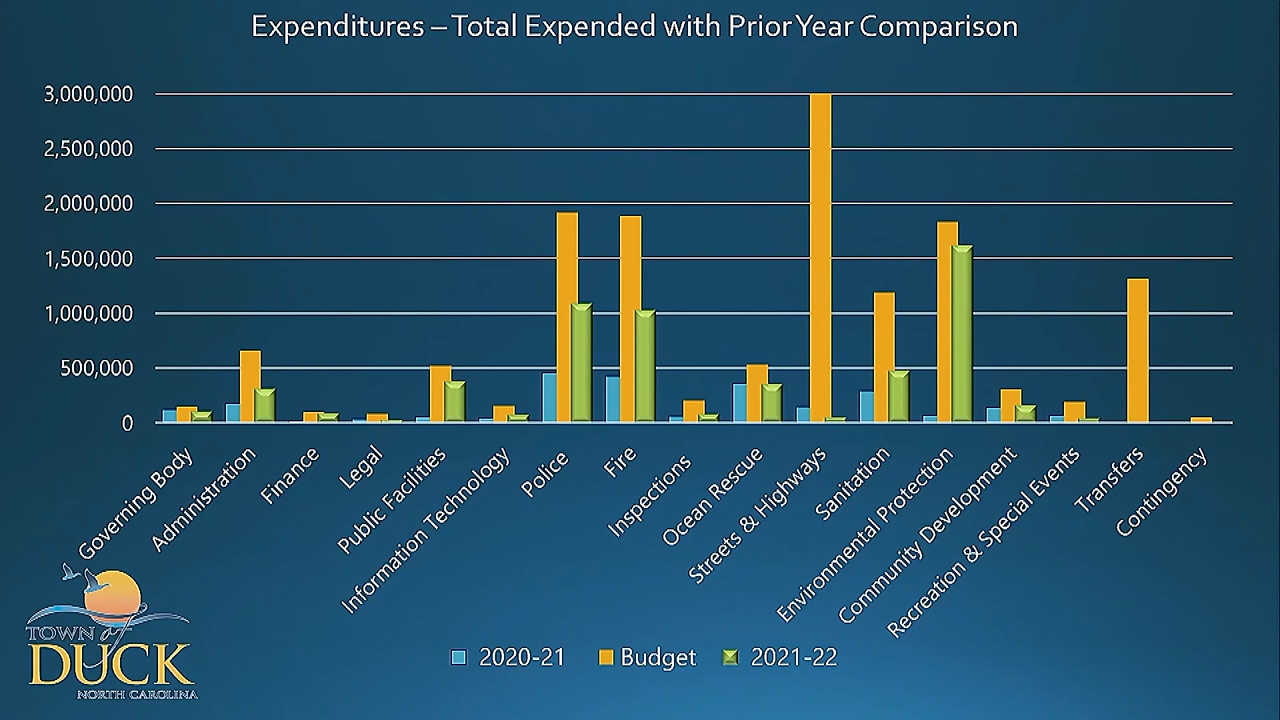 Expenditures – Total Expended with Prior Year Comparison
3,000,000
2,500,000
2,000,000
1,500,000
1,000,000
500,000
0
Governing Body
Administration
Finance
Legal
Public Facilities
Information Technology
Police
Fire
Inspections
Ocean Rescue
Streets & Highways
Sanitation
Environmental Protection
Community Development
Recreation & Special Events
Transfers
Contingency
2020-21 Budget 2021-22
TOWN of
DUCK
NORTH CAROLINA